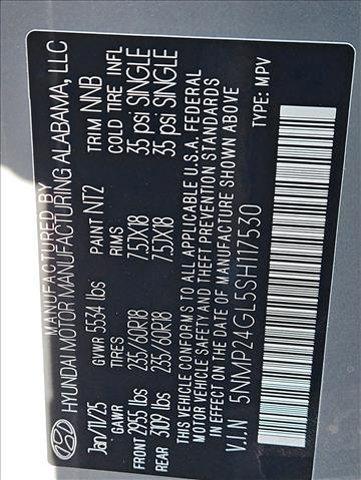 MANUFACTURED BY
HYUNDAI MOTOR MANUFACTURING ALABAMA, LLC
Jan/11/25 GVWR 5534 lbs PAINT NT2 TRIM NNB
GAWR TIRES RIMS COLD TIRE INFL
FRONT 2955 lbs 235/60R18 7.5JX18 35 psi SINGLE
REAR 3109 lbs 235/60R18 7.5JX18 35 psi SINGLE
THIS VEHICLE CONFORMS TO ALL APPLICABLE U.S.A. FEDERAL
MOTOR VEHICLE SAFETY STANDARDS
IN EFFECT ON THE DATE OF MANUFACTURE SHOWN ABOVE
V.I.N 5NMP24GL5SH117530 TYPE: MPV